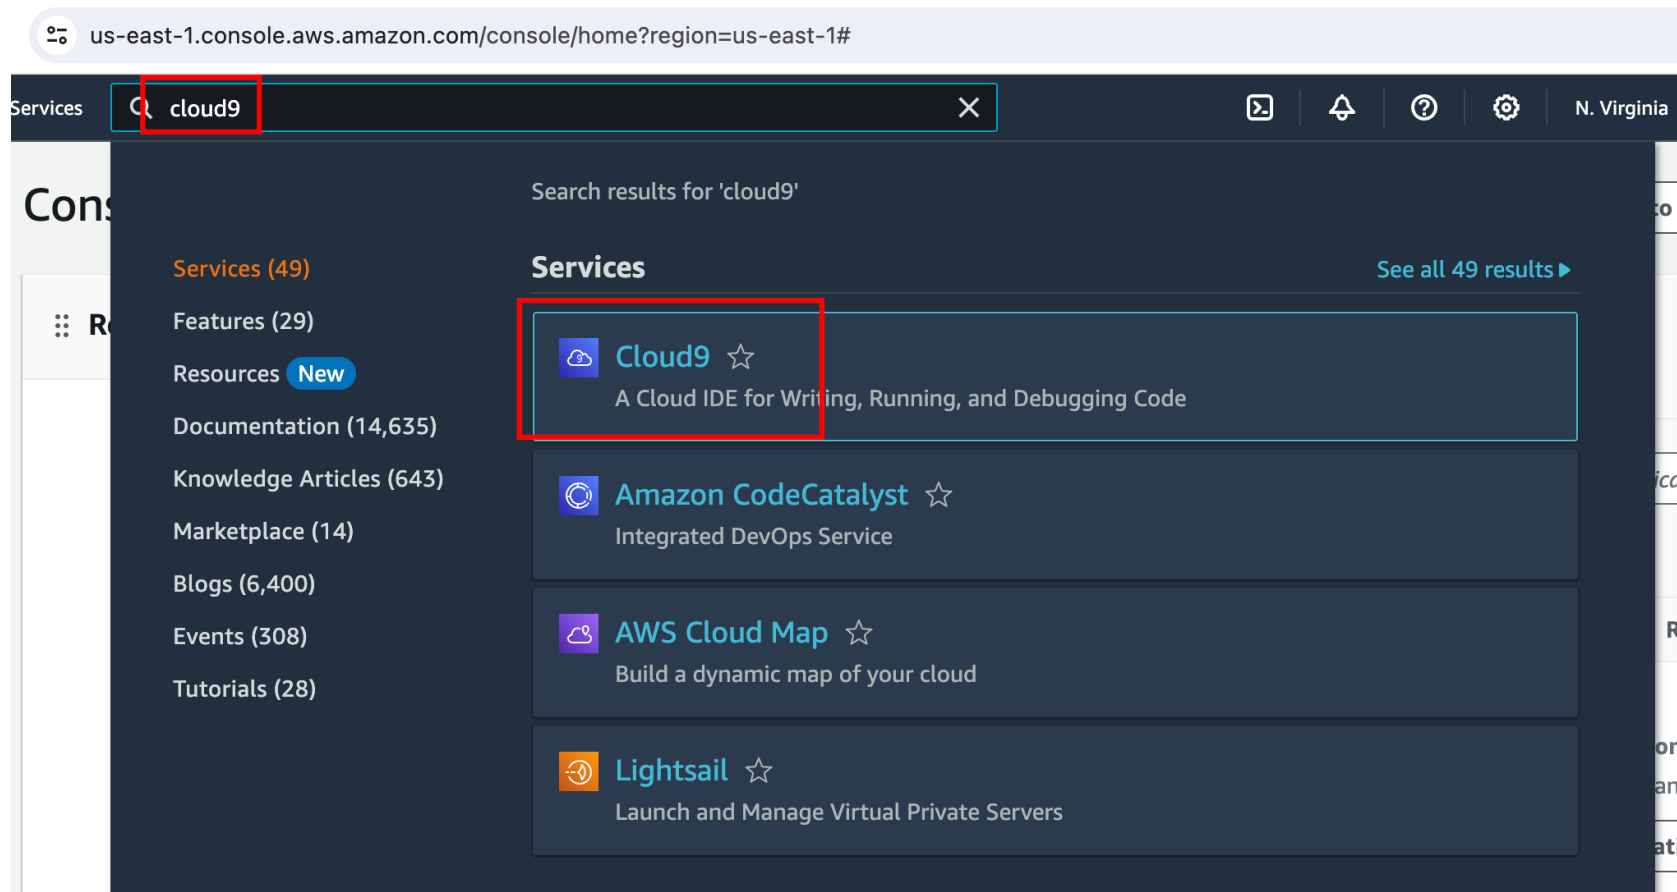 us-east-1.console.aws.amazon.com/console/home?region=us-east-1#
Services
cloud9
N. Virginia
Search results for 'cloud9'
Services (49)
Features (29)
Resources New
Documentation (14,635)
Knowledge Articles (643)
Marketplace (14)
Blogs (6,400)
Events (308)
Tutorials (28)
Services
See all 49 results
Cloud9
A Cloud IDE for Writing, Running, and Debugging Code
Amazon CodeCatalyst
Integrated DevOps Service
AWS Cloud Map
Build a dynamic map of your cloud
Lightsail
Launch and Manage Virtual Private Servers